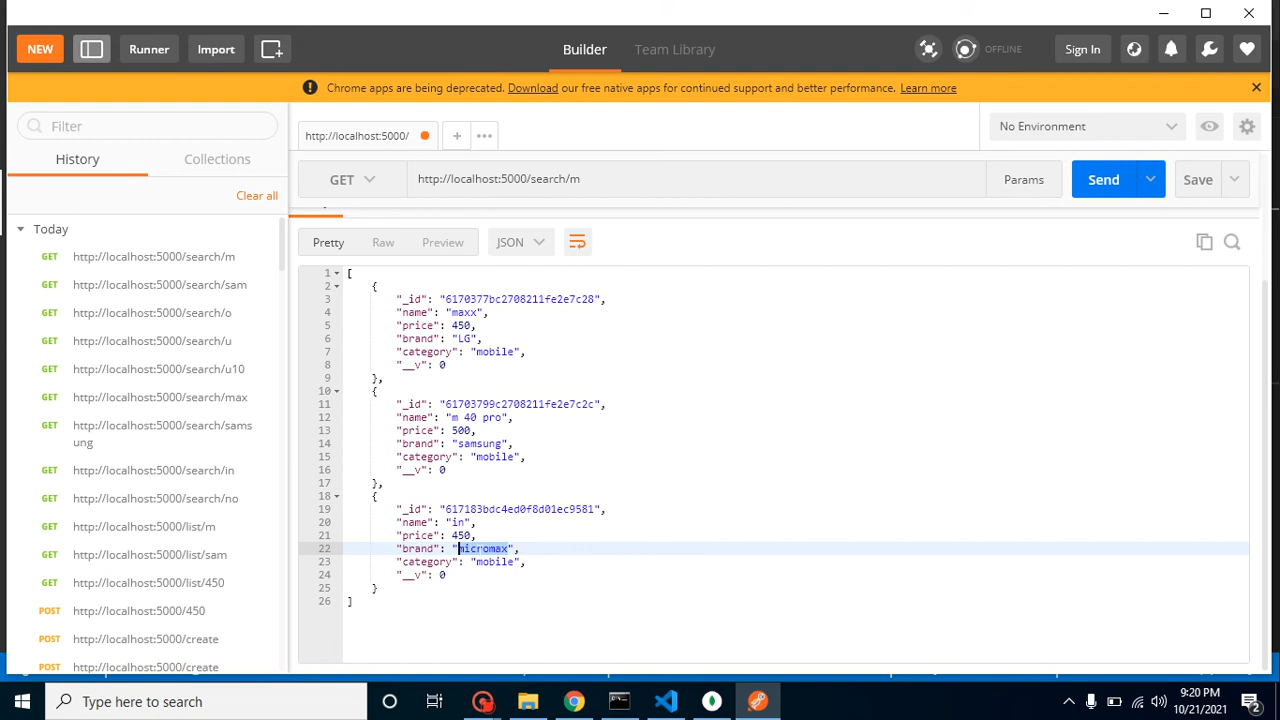 NEW
Runner
Import
Builder
Team Library
OFFLINE
Sign In
Chrome apps are being deprecated. Download our free native apps for continued support and better performance. Learn more
Filter
http://localhost:5000/
No Environment
History
Collections
GET
http://localhost:5000/search/m
Params
Send
Save
Clear all
Today
GET http://localhost:5000/search/m
GET http://localhost:5000/search/sam
GET http://localhost:5000/search/o
GET http://localhost:5000/search/u
GET http://localhost:5000/search/u10
GET http://localhost:5000/search/max
GET http://localhost:5000/search/sams
ung
GET http://localhost:5000/search/in
GET http://localhost:5000/search/no
GET http://localhost:5000/list/m
GET http://localhost:5000/list/sam
GET http://localhost:5000/list/450
POST http://localhost:5000/450
POST http://localhost:5000/create
POST http://localhost:5000/create
Pretty
Raw
Preview
JSON
1 [
2 {
3 "_id": "6170377bc2708211fe2e7c28",
4 "name": "maxx",
5 "price": 450,
6 "brand": "LG",
7 "category": "mobile",
8 "__v": 0
9 },
10 {
11 "_id": "61703799c2708211fe2e7c2c",
12 "name": "m 40 pro",
13 "price": 500,
14 "brand": "samsung",
15 "category": "mobile",
16 "__v": 0
17 },
18 {
19 "_id": "617183bdc4ed0f8d01ec9581",
20 "name": "in",
21 "price": 450,
22 "brand": "micromax",
23 "category": "mobile",
24 "__v": 0
25 }
26 ]
Type here to search
9:20 PM
10/21/2021
2